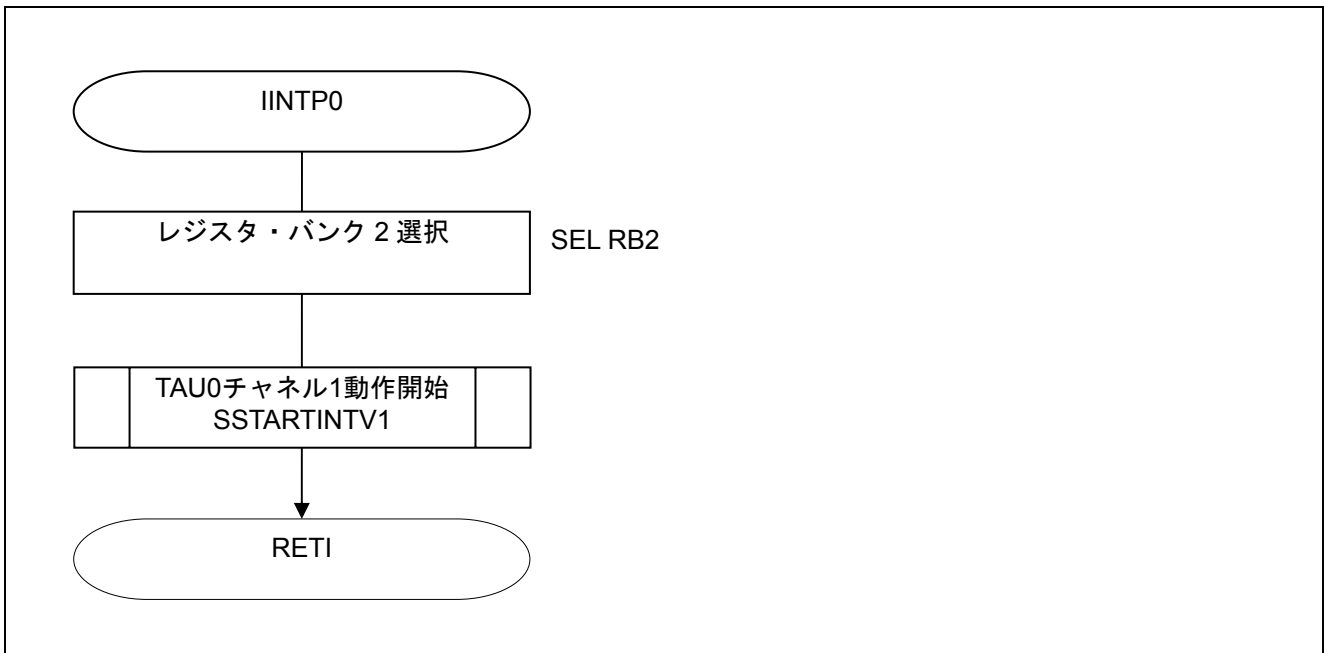 IINTP0
レジスタ・バンク 2 選択
SEL RB2
TAU0チャネル1動作開始
SSTARTINTV1
RETI